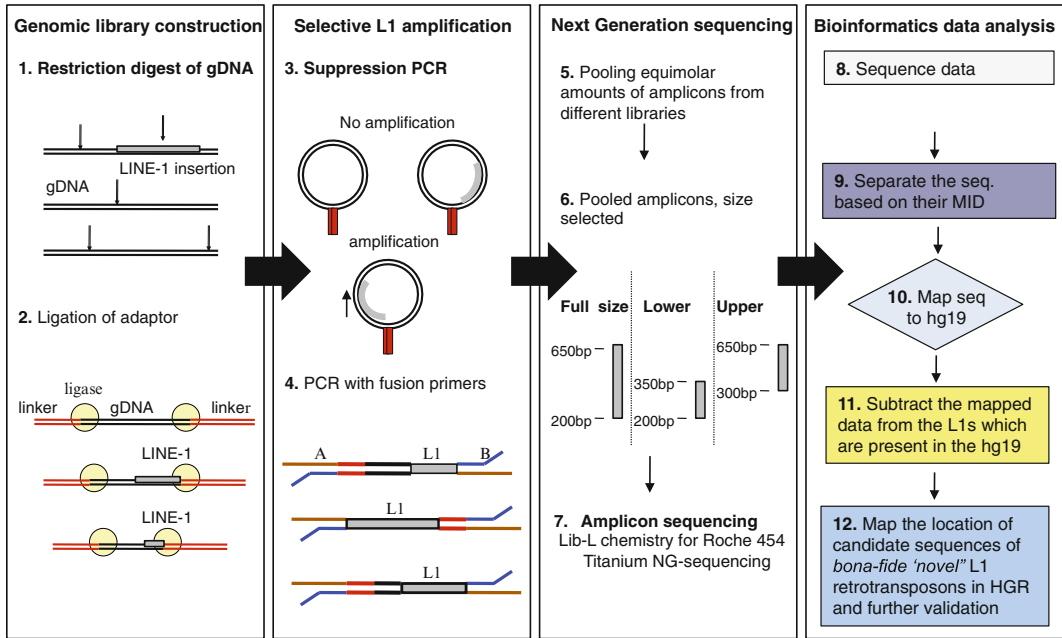 Genomic library construction
1. Restriction digest of gDNA
LINE-1 insertion
gDNA
2. Ligation of adaptor
ligase
linker
gDNA
linker
LINE-1
LINE-1
Selective L1 amplification
3. Suppression PCR
No amplification
amplification
4. PCR with fusion primers
A
L1
B
L1
L1
Next Generation sequencing
5. Pooling equimolar
amounts of amplicons from
different libraries
6. Pooled amplicons, size
selected
Full size
Lower
Upper
650bp
200bp
350bp
200bp
650bp
300bp
7. Amplicon sequencing
Lib-L chemistry for Roche 454
Titanium NG-sequencing
Bioinformatics data analysis
8. Sequence data
9. Separate the seq.
based on their MID
10. Map seq
to hg19
11. Subtract the mapped
data from the L1s which
are present in the hg19
12. Map the location of
candidate sequences of
bona-fide ‘novel” L1
retrotransposons in HGR
and further validation